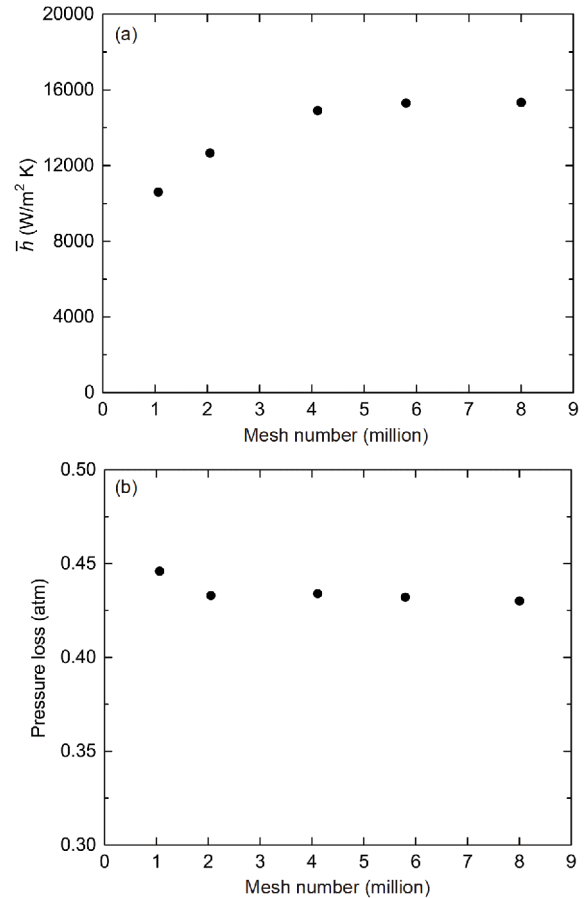 20000
(a)
16000
12000
h̅ (W/m² K)
8000
4000
0
0 1 2 3 4 5 6 7 8 9
Mesh number (million)
0.50
(b)
0.45
Pressure loss (atm)
0.40
0.35
0.30
0 1 2 3 4 5 6 7 8 9
Mesh number (million)